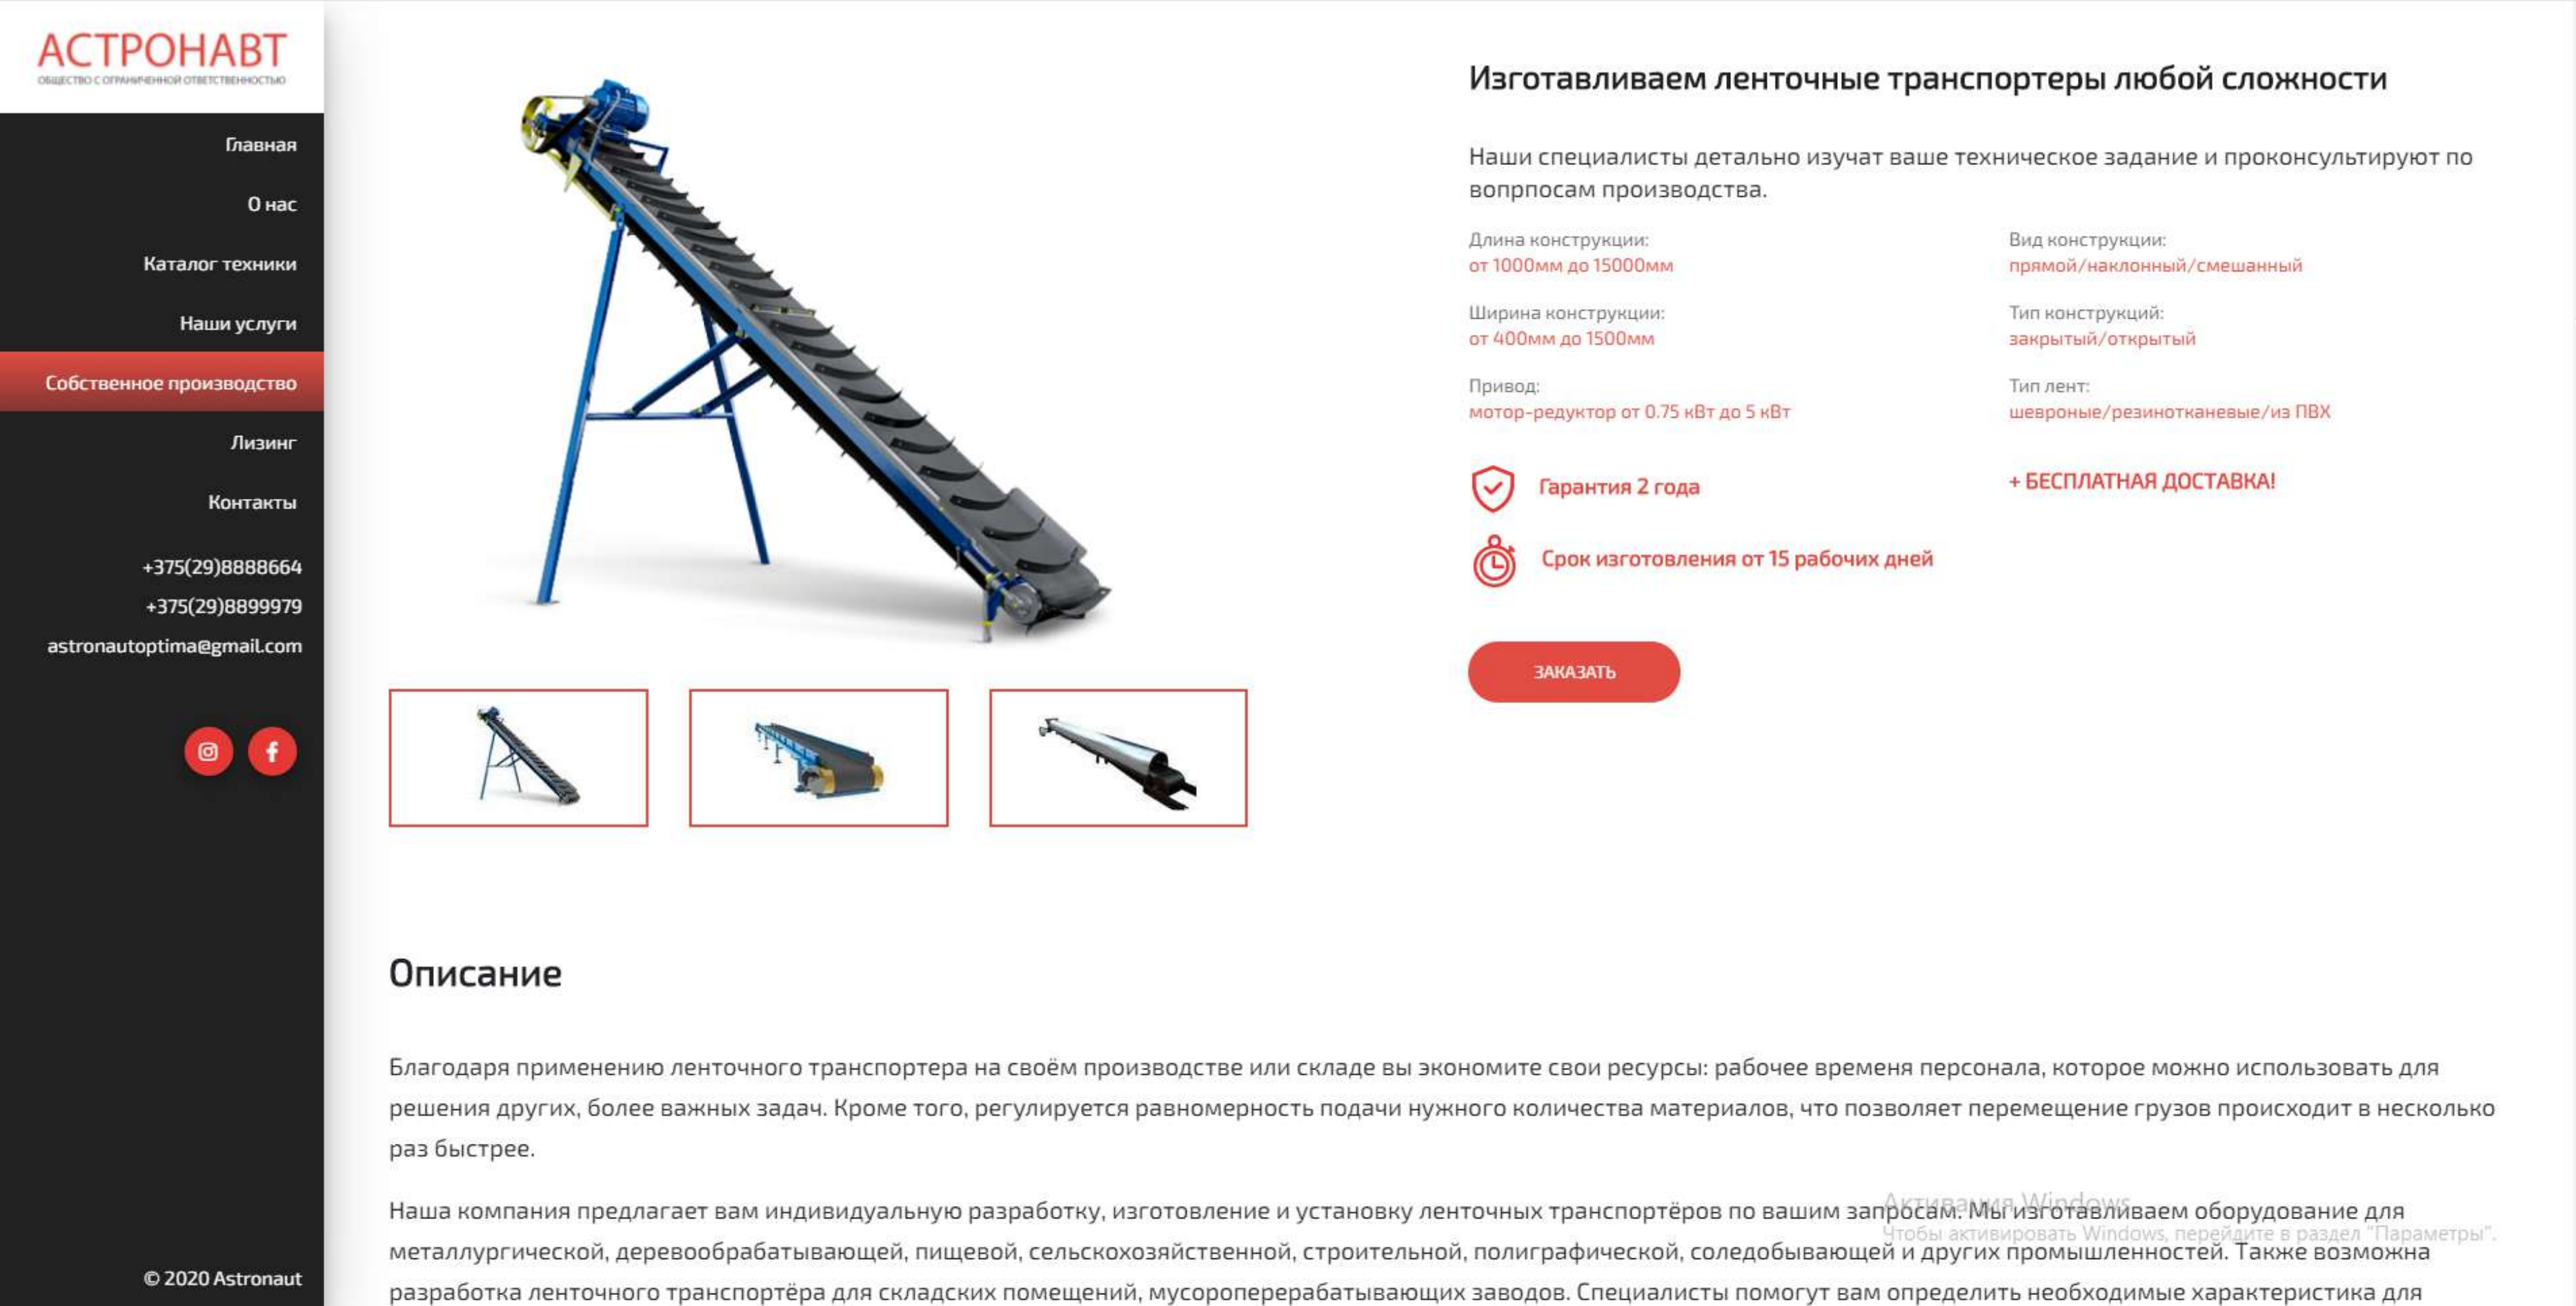 АСТРОНАВТ
ОБЩЕСТВО С ОГРАНИЧЕННОЙ ОТВЕТСТВЕННОСТЬЮ
Главная
О нас
Каталог техники
Наши услуги
Собственное производство
Лизинг
Контакты
+375(29)8888664
+375(29)8899979
astronautoptima@gmail.com
© 2020 Astronaut
Изготавливаем ленточные транспортеры любой сложности
Наши специалисты детально изучат ваше техническое задание и проконсультируют по
вопрпосам производства.
Длина конструкции:
от 1000мм до 15000мм
Ширина конструкции:
от 400мм до 1500мм
Привод:
мотор-редуктор от 0.75 кВт до 5 кВт
Вид конструкции:
прямой/наклонный/смешанный
Тип конструкций:
закрытый/открытый
Тип лент:
шевроные/резинотканевые/из ПВХ
Гарантия 2 года
+ БЕСПЛАТНАЯ ДОСТАВКА!
Срок изготовления от 15 рабочих дней
ЗАКАЗАТЬ
Описание
Благодаря применению ленточного транспортера на своём производстве или складе вы экономите свои ресурсы: рабочее временя персонала, которое можно использовать для
решения других, более важных задач. Кроме того, регулируется равномерность подачи нужного количества материалов, что позволяет перемещение грузов происходит в несколько
раз быстрее.
Наша компания предлагает вам индивидуальную разработку, изготовление и установку ленточных транспортёров по вашим запросам. Мы изготавливаем оборудование для
металлургической, деревообрабатывающей, пищевой, сельскохозяйственной, строительной, полиграфической, соледобывающей и других промышленностей. Также возможна
разработка ленточного транспортёра для складских помещений, мусороперерабатывающих заводов. Специалисты помогут вам определить необходимые характеристика для
Активация Windows
Чтобы активировать Windows, перейдите в раздел "Параметры".